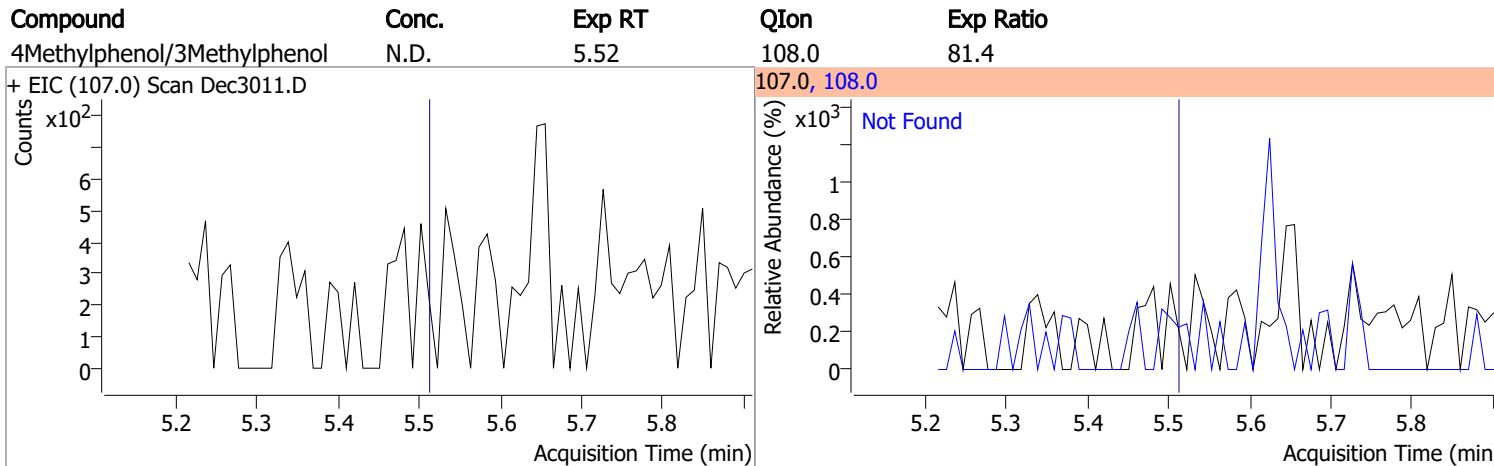 Compound Conc. Exp RT QIon Exp Ratio
4Methylphenol/3Methylphenol N.D. 5.52 108.0 81.4
+ EIC (107.0) Scan Dec3011.D
Counts
x10²
6
5
4
3
2
1
0
5.2 5.3 5.4 5.5 5.6 5.7 5.8
Acquisition Time (min)
107.0, 108.0
Relative Abundance (%)
x10³
Not Found
1
0.8
0.6
0.4
0.2
0
5.2 5.3 5.4 5.5 5.6 5.7 5.8
Acquisition Time (min)